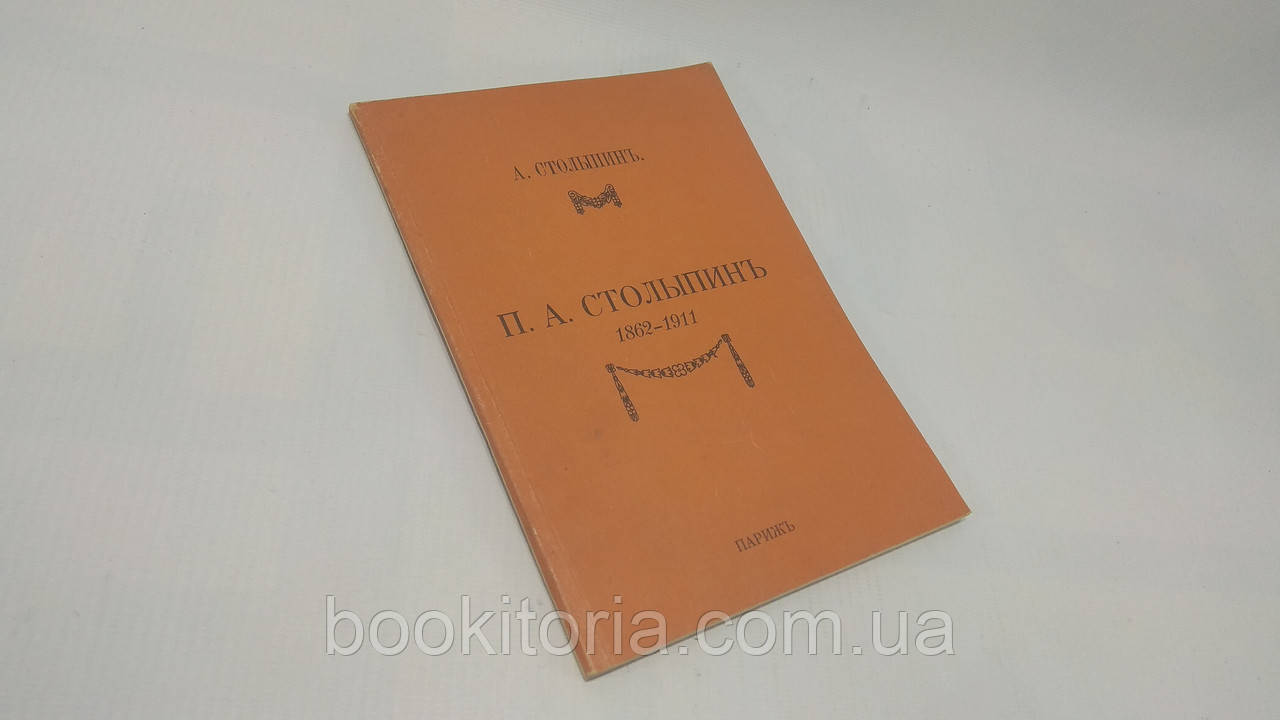 А. СТОЛЫПИНЪ.
П. А. СТОЛЫПИНЪ
1862-1911
ПАРИЖЪ
bookitoria.com.ua